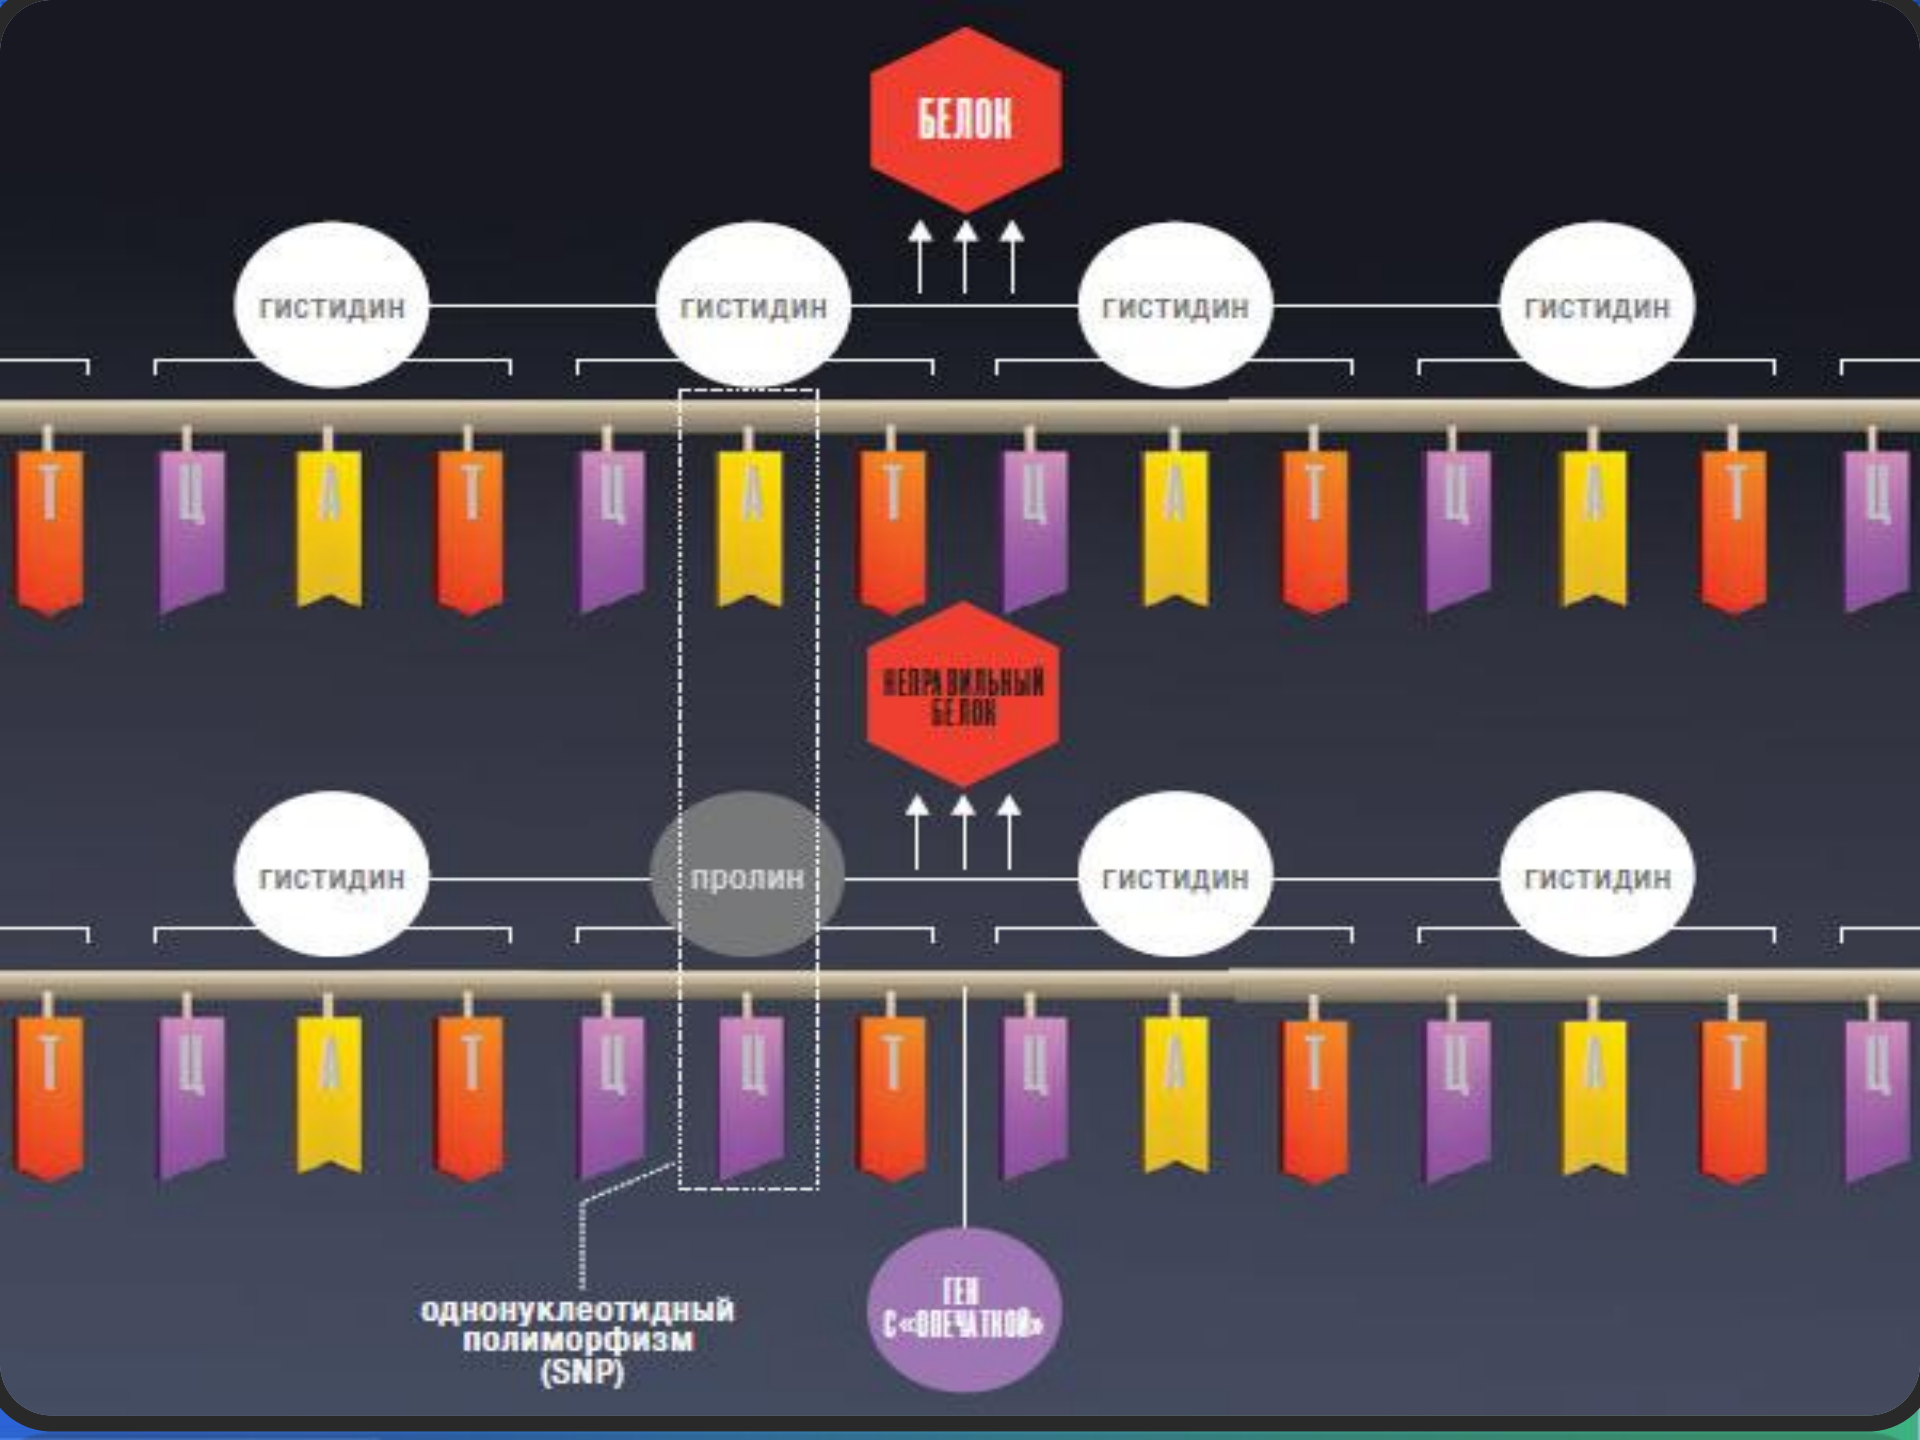 БЕЛОК
гистидин гистидин гистидин гистидин
Т Ц А Т Ц А Т Ц А Т Ц А Т Ц
НЕПРАВИЛЬНЫЙ
БЕЛОК
гистидин пролин гистидин гистидин
Т Ц А Т Ц Ц Т Ц А Т Ц А Т Ц
однонуклеотидный
полиморфизм
(SNP)
ГЕН
С «ОПЕЧАТКОЙ»